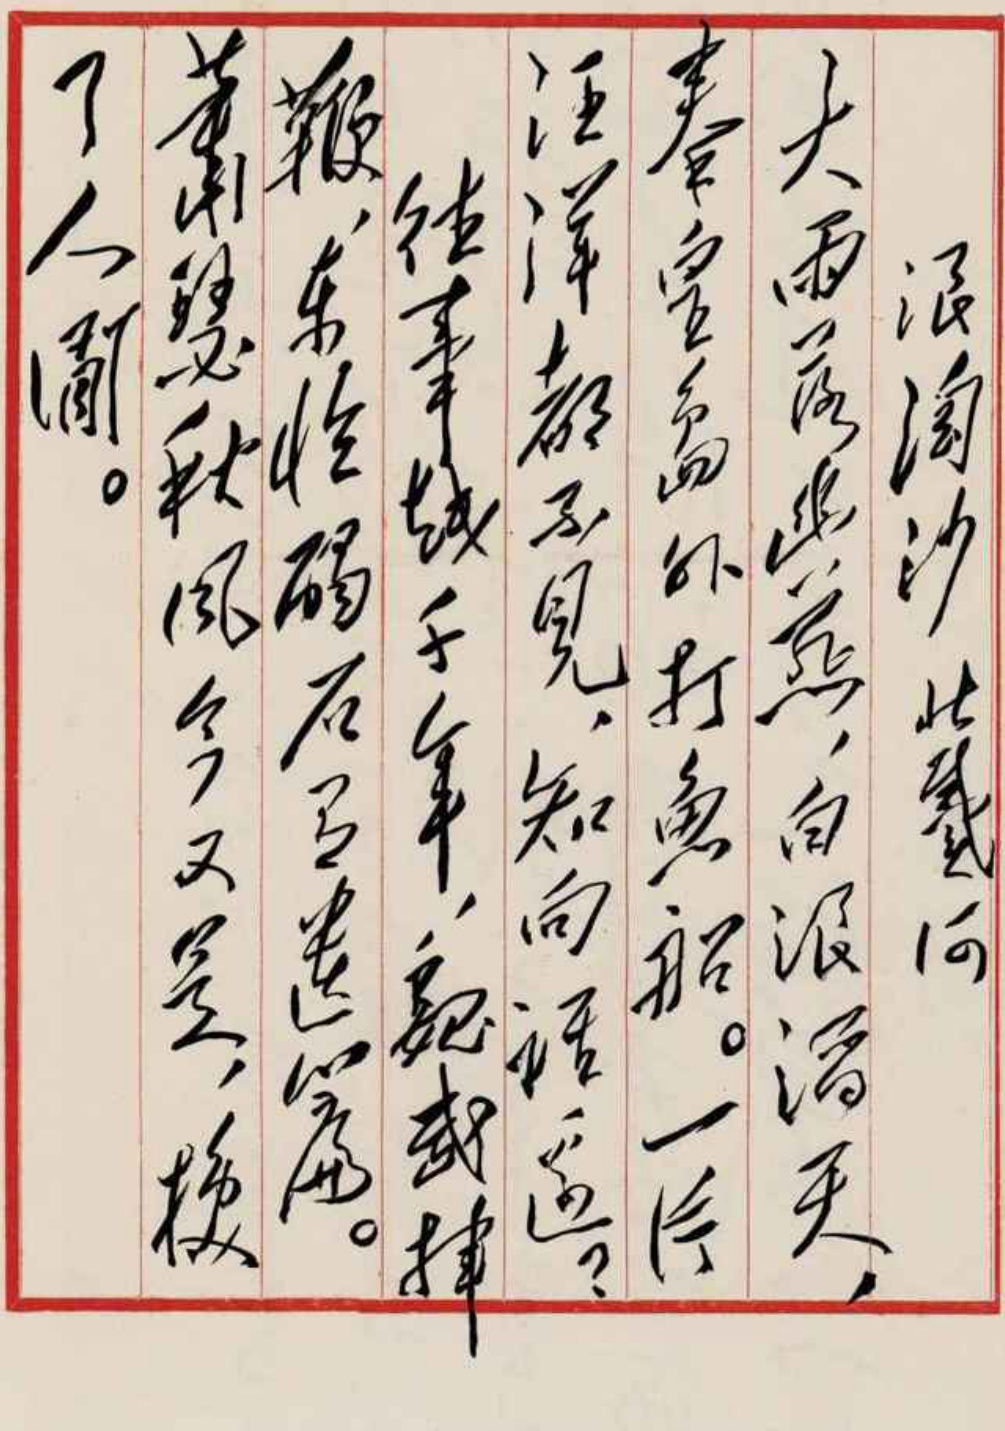 浪淘沙 北戴河
大雨落幽燕,白浪滔天,
秦皇岛外打鱼船。一片
汪洋都不见,知向谁边?
往事越千年,魏武挥
鞭,东临碣石有遗篇。
萧瑟秋风今又是,换
了人间。